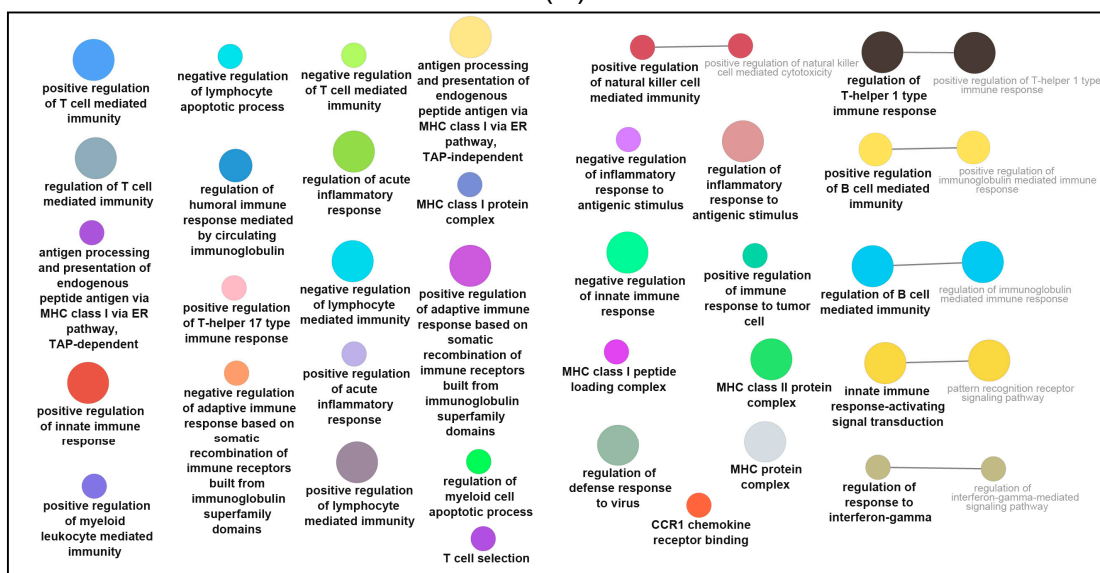 positive regulation
of T cell mediated
immunity
negative regulation
of lymphocyte
apoptotic process
negative regulation
of T cell mediated
immunity
antigen processing
and presentation of
endogenous
peptide antigen via
MHC class I via ER
pathway,
TAP-independent
positive regulation
of natural killer cell
mediated immunity
positive regulation of natural killer
cell mediated cytotoxicity
regulation of
T-helper 1 type
immune response
positive regulation of T-helper 1 type
immune response
regulation of T cell
mediated immunity
regulation of
humoral immune
response mediated
by circulating
immunoglobulin
regulation of acute
inflammatory
response
MHC class I protein
complex
negative regulation
of inflammatory
response to
antigenic stimulus
regulation of
inflammatory
response to
antigenic stimulus
positive regulation
of B cell mediated
immunity
positive regulation of
immunoglobulin mediated immune
response
antigen processing
and presentation of
endogenous
peptide antigen via
MHC class I via ER
pathway,
TAP-dependent
positive regulation
of T-helper 17 type
immune response
negative regulation
of lymphocyte
mediated immunity
positive regulation
of adaptive immune
response based on
somatic
recombination of
immune receptors
built from
immunoglobulin
superfamily
domains
negative regulation
of innate immune
response
positive regulation
of immune
response to tumor
cell
regulation of B cell
mediated immunity
regulation of immunoglobulin
mediated immune response
positive regulation
of innate immune
response
negative regulation
of adaptive immune
response based on
somatic
recombination of
immune receptors
built from
immunoglobulin
superfamily
domains
positive regulation
of acute
inflammatory
response
MHC class I peptide
loading complex
MHC class II protein
complex
innate immune
response-activating
signal transduction
pattern recognition receptor
signaling pathway
positive regulation
of myeloid
leukocyte mediated
immunity
positive regulation
of lymphocyte
mediated immunity
regulation of
myeloid cell
apoptotic process
T cell selection
regulation of
defense response
to virus
MHC protein
complex
CCR1 chemokine
receptor binding
regulation of
response to
interferon-gamma
regulation of
interferon-gamma-mediated
signaling pathway